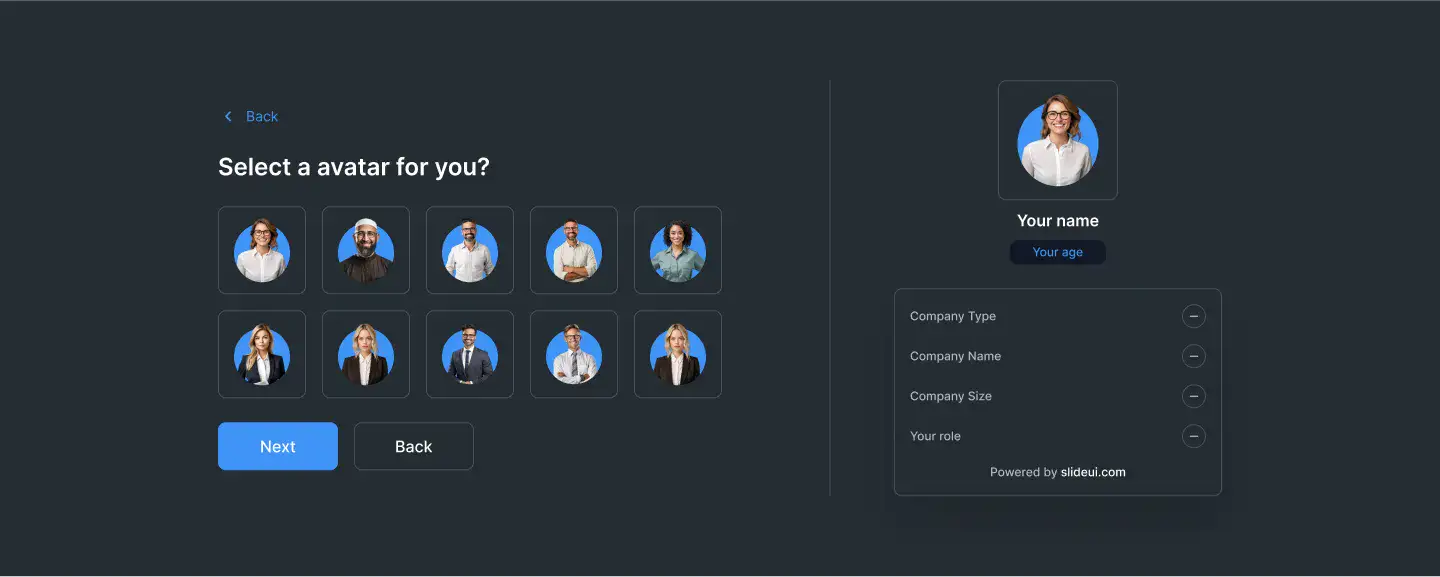 Back
Select a avatar for you?
Next
Back
Your name
Your age
Company Type
Company Name
Company Size
Your role
Powered by slideui.com